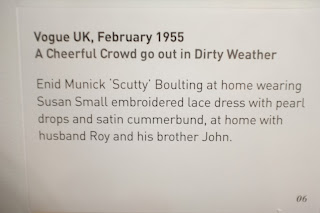 Vogue UK, February 1955
A Cheerful Crowd go out in Dirty Weather
Enid Munick ‘Scutty’ Boulting at home wearing
Susan Small embroidered lace dress with pearl
drops and satin cummerbund, at home with
husband Roy and his brother John.
06